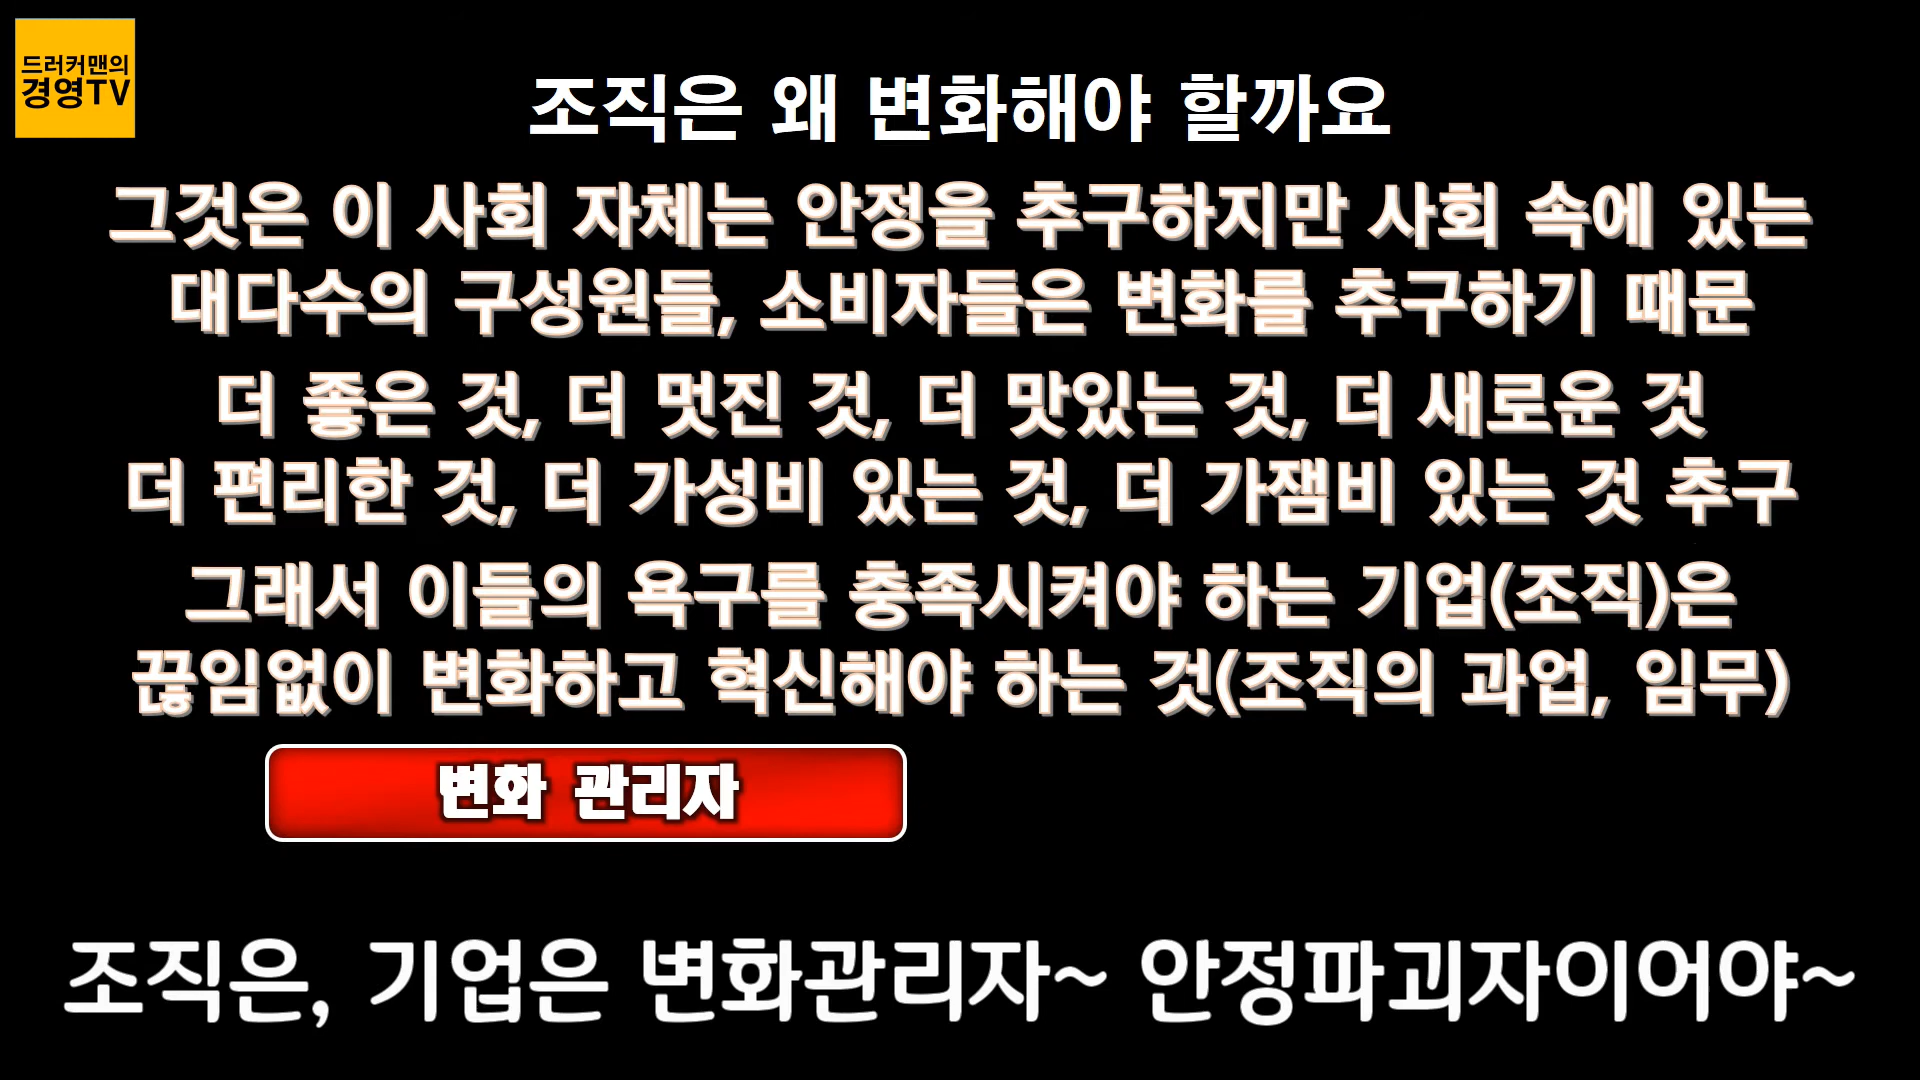 드러커맨의
경영TV
조직은 왜 변화해야 할까요
그것은 이 사회 자체는 안정을 추구하지만 사회 속에 있는
대다수의 구성원들, 소비자들은 변화를 추구하기 때문
더 좋은 것, 더 멋진 것, 더 맛있는 것, 더 새로운 것
더 편리한 것, 더 가성비 있는 것, 더 가잼비 있는 것 추구
그래서 이들의 욕구를 충족시켜야 하는 기업(조직)은
끊임없이 변화하고 혁신해야 하는 것(조직의 과업, 임무)
변화 관리자
조직은, 기업은 변화관리자~ 안정파괴자이어야~